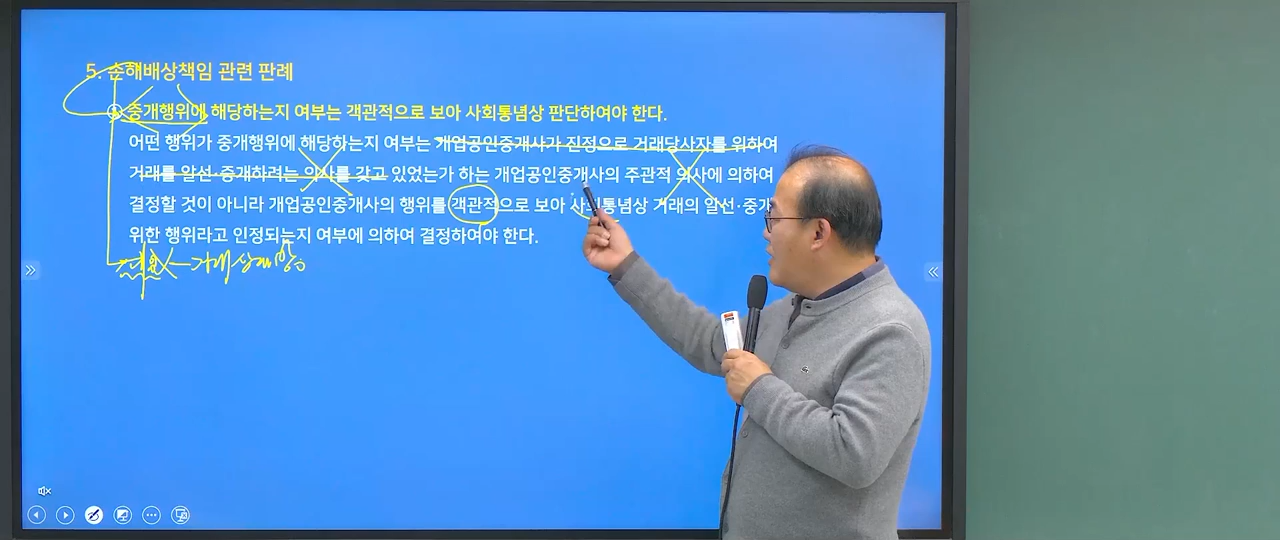 5. 손해배상책임 관련 판례
중개행위에 해당하는지 여부는 객관적으로 보아 사회통념상 판단하여야 한다.
어떤 행위가 중개행위에 해당하는지 여부는 개업공인중개사가 진정으로 거래당사자를 위하여
거래를 알선·중개하려는 의사를 갖고 있었는가 하는 개업공인중개사의 주관적 의사에 의하여
결정할 것이 아니라 개업공인중개사의 행위를 객관적으로 보아 사회통념상 거래의 알선·중개
위한 행위라고 인정되는지 여부에 의하여 결정하여야 한다.